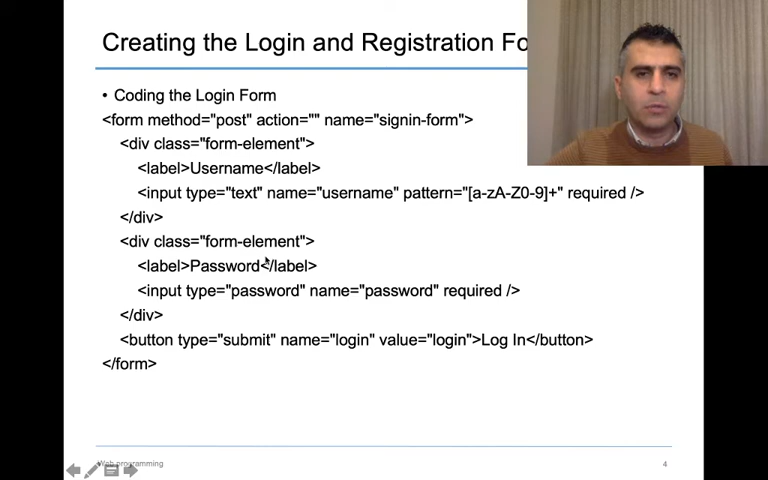 Creating the Login and Registration Fo
• Coding the Login Form
<form method="post" action="" name="signin-form">
<div class="form-element">
<label>Username</label>
<input type="text" name="username" pattern="[a-zA-Z0-9]+" required />
</div>
<div class="form-element">
<label>Password</label>
<input type="password" name="password" required />
</div>
<button type="submit" name="login" value="login">Log In</button>
</form>
Web programming
4